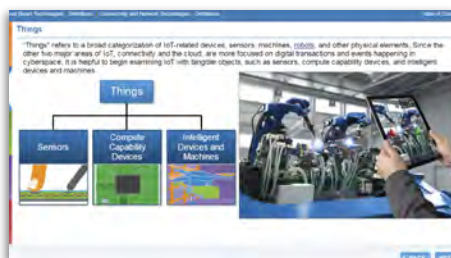 Things
"Things" refers to a broad categorization of IoT-related devices, sensors, machines, robots, and other physical elements. Since the
other five major areas of IoT, connectivity and the cloud, are more focused on digital transactions and events happening in
cyberspace, it is helpful to begin examining IoT with tangible objects, such as sensors, compute capability devices, and intelligent
devices and machines.
Things
Sensors
Compute
Capability
Devices
Intelligent
Devices and
Machines